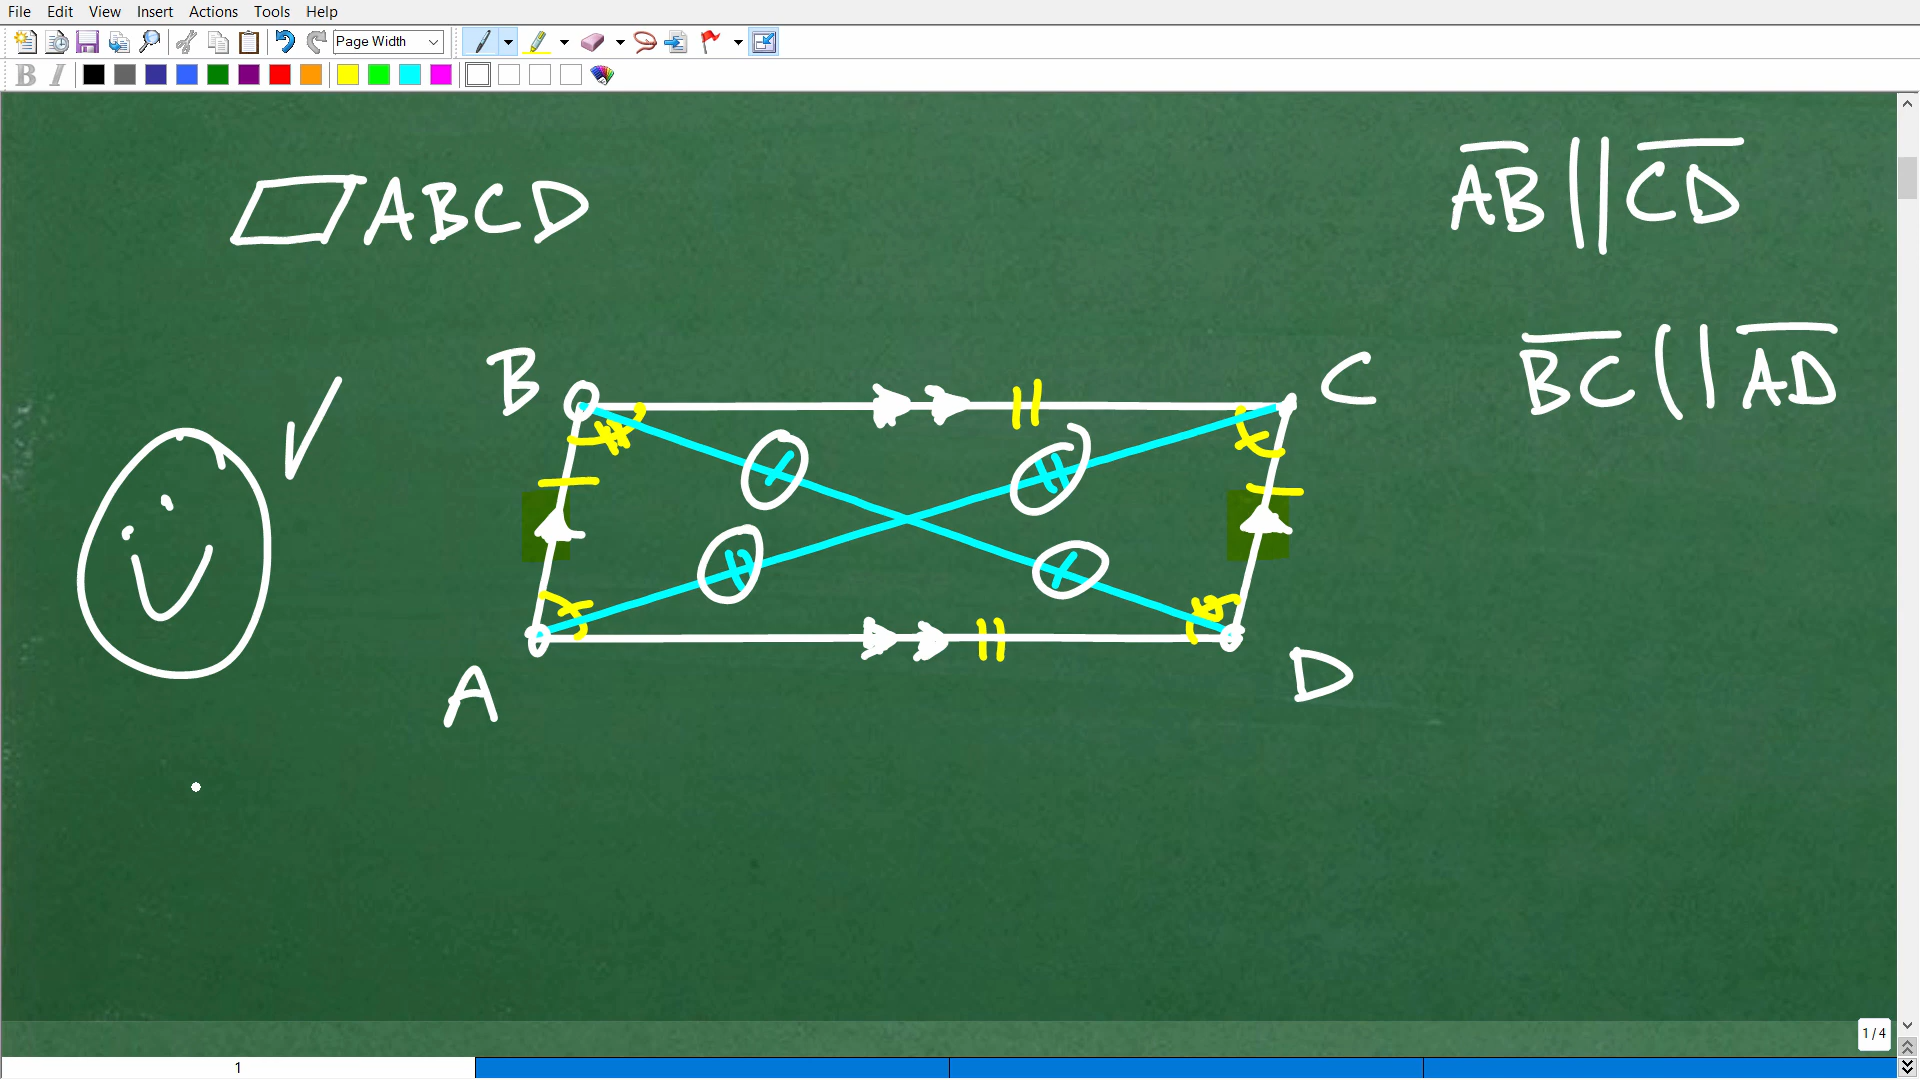 File Edit View Insert Actions Tools Help
Page Width
B I
▱ABCD
AB || CD
BC || AD
B
C
A
D
1 / 4
1